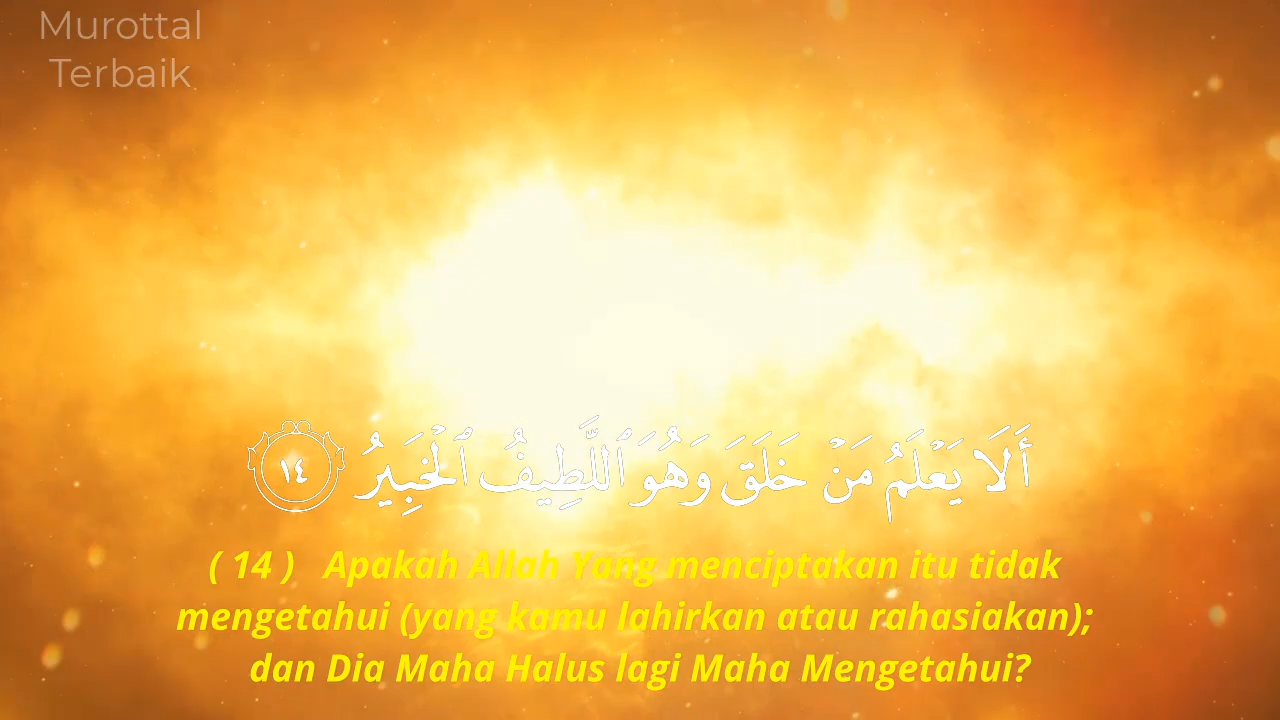 Murottal
Terbaik
أَلَا يَعْلَمُ مَنْ خَلَقَ وَهُوَ ٱللَّطِيفُ ٱلْخَبِيرُ ١٤
( 14 ) Apakah Allah Yang menciptakan itu tidak
mengetahui (yang kamu lahirkan atau rahasiakan);
dan Dia Maha Halus lagi Maha Mengetahui?